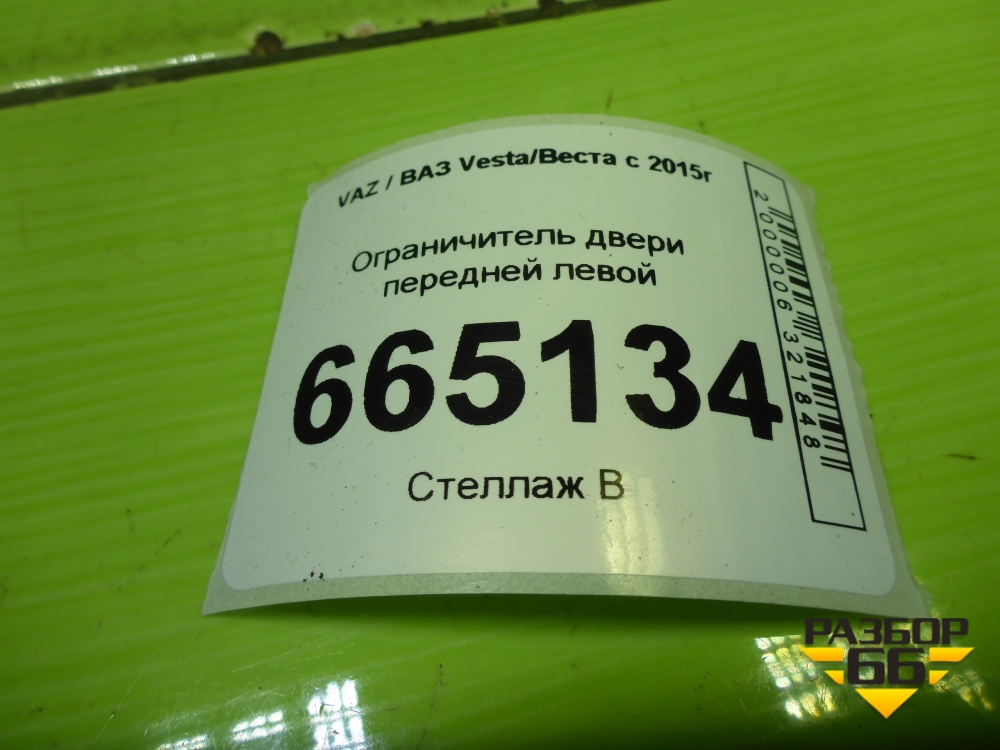 VAZ / ВАЗ Vesta/Веста с 2015г
Ограничитель двери
передней левой
665134
Стеллаж В
2000006321848
РАЗБОР
66